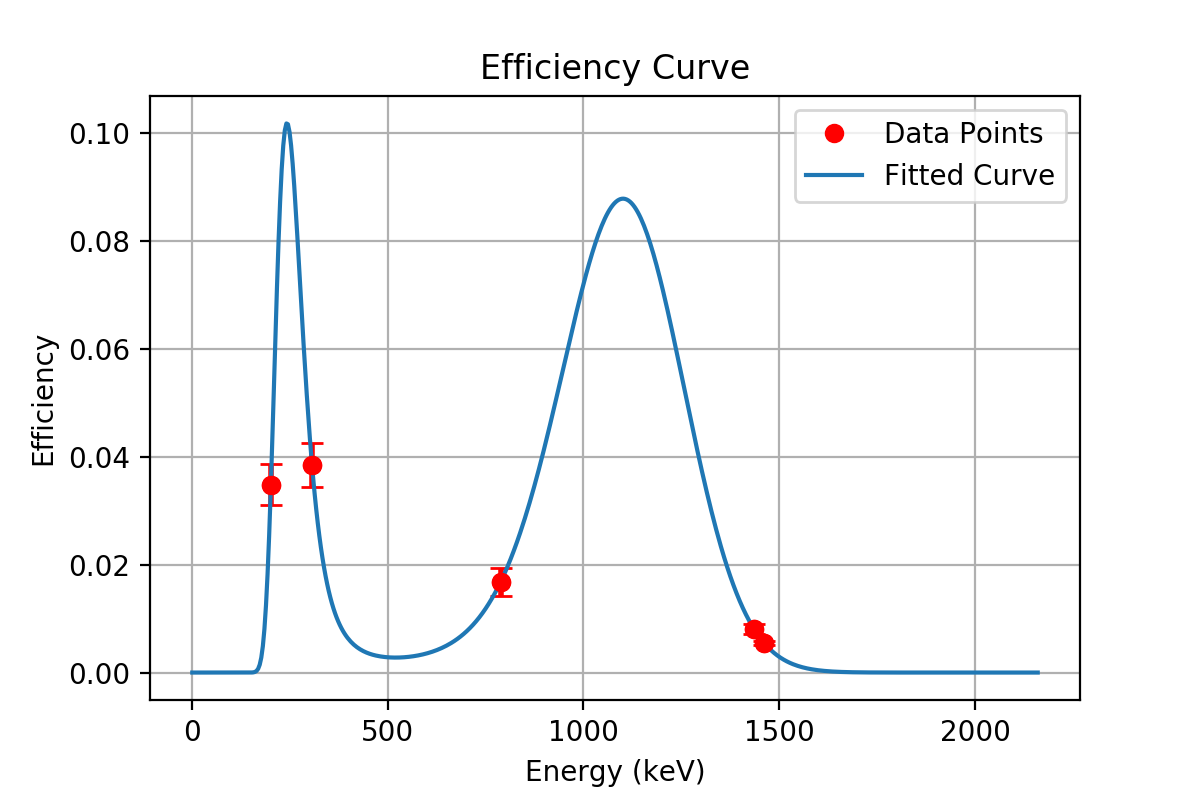 Efficiency Curve
Data Points
Fitted Curve
Efficiency
0.10
0.08
0.06
0.04
0.02
0.00
0 500 1000 1500 2000
Energy (keV)